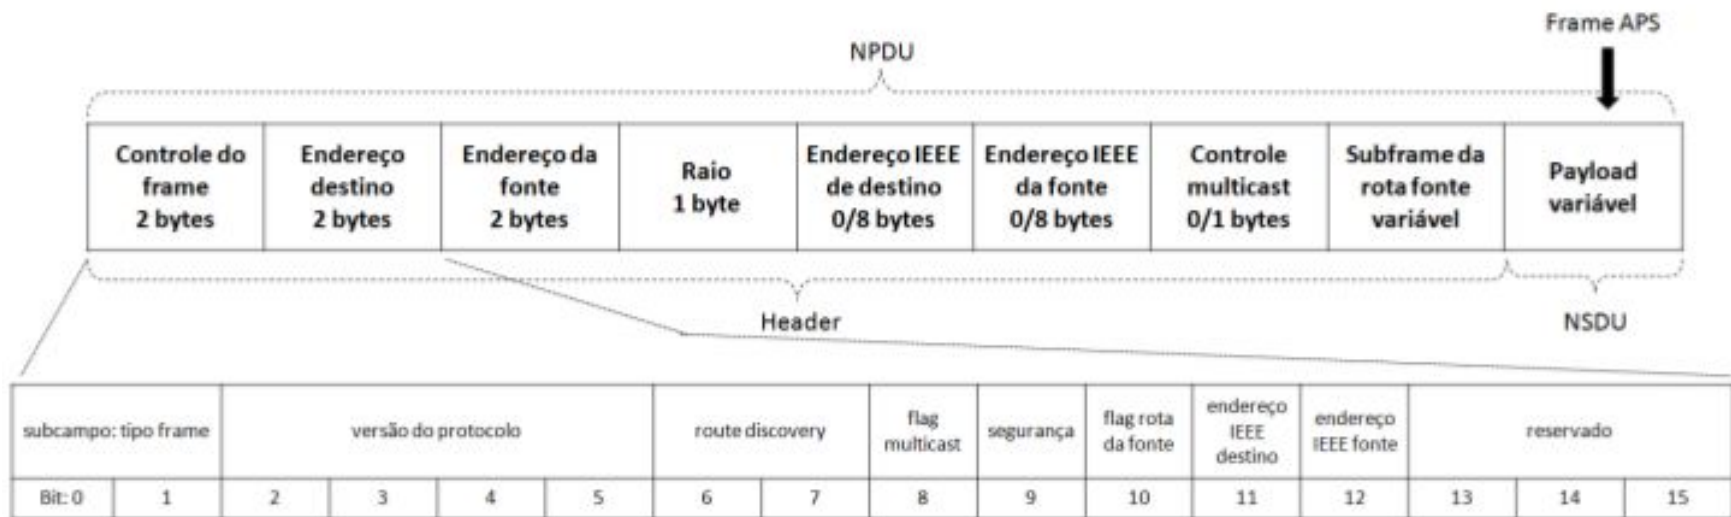 Frame APS
NPDU
Controle do
frame
2 bytes
Endereço
destino
2 bytes
Endereço da
fonte
2 bytes
Raio
1 byte
Endereço IEEE
de destino
0/8 bytes
Endereço IEEE
da fonte
0/8 bytes
Controle
multicast
0/1 bytes
Subframe da
rota fonte
variável
Payload
variável
Header
NSDU
subcampo: tipo frame
versão do protocolo
route discovery
flag
multicast
segurança
flag rota
da fonte
endereço
IEEE
destino
endereço
IEEE fonte
reservado
Bit: 0
1
2
3
4
5
6
7
8
9
10
11
12
13
14
15